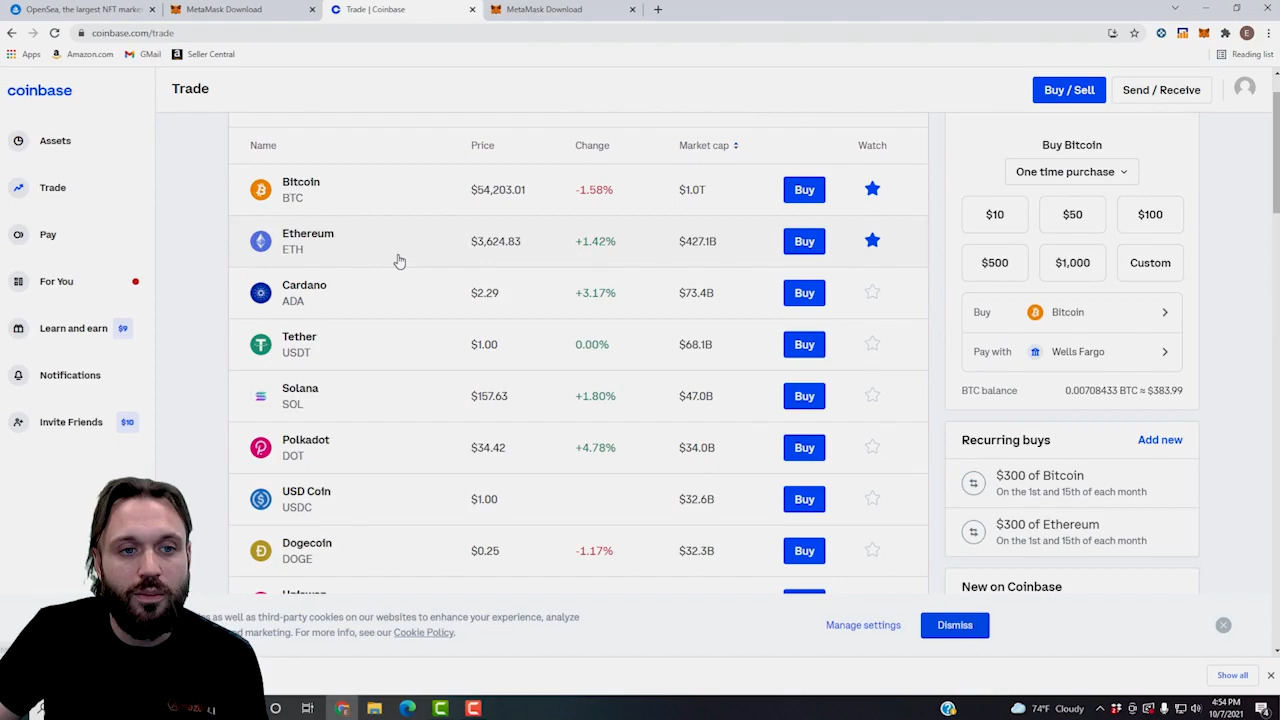 OpenSea, the largest NFT marke
MetaMask Download
Trade | Coinbase
MetaMask Download
coinbase.com/trade
E
Apps
Amazon.com
GMail
Seller Central
Reading list
coinbase
Trade
Buy / Sell
Send / Receive
Assets
Trade
Pay
For You
Learn and earn $9
Notifications
Invite Friends $10
Name Price Change Market cap Watch
Bitcoin
BTC
$54,203.01 -1.58% $1.0T Buy
Ethereum
ETH
$3,624.83 +1.42% $427.1B Buy
Cardano
ADA
$2.29 +3.17% $73.4B Buy
Tether
USDT
$1.00 0.00% $68.1B Buy
Solana
SOL
$157.63 +1.80% $47.0B Buy
Polkadot
DOT
$34.42 +4.78% $34.0B Buy
USD Coin
USDC
$1.00 $32.6B Buy
Dogecoin
DOGE
$0.25 -1.17% $32.3B Buy
Buy Bitcoin
One time purchase
$10 $50 $100
$500 $1,000 Custom
Buy Bitcoin
Pay with Wells Fargo
BTC balance 0.00708433 BTC ≈ $383.99
Recurring buys Add new
$300 of Bitcoin
On the 1st and 15th of each month
$300 of Ethereum
On the 1st and 15th of each month
New on Coinbase
as well as third-party cookies on our websites to enhance your experience, analyze
and marketing. For more info, see our Cookie Policy.
Manage settings
Dismiss
Show all
74°F Cloudy
4:54 PM
10/7/2021
4